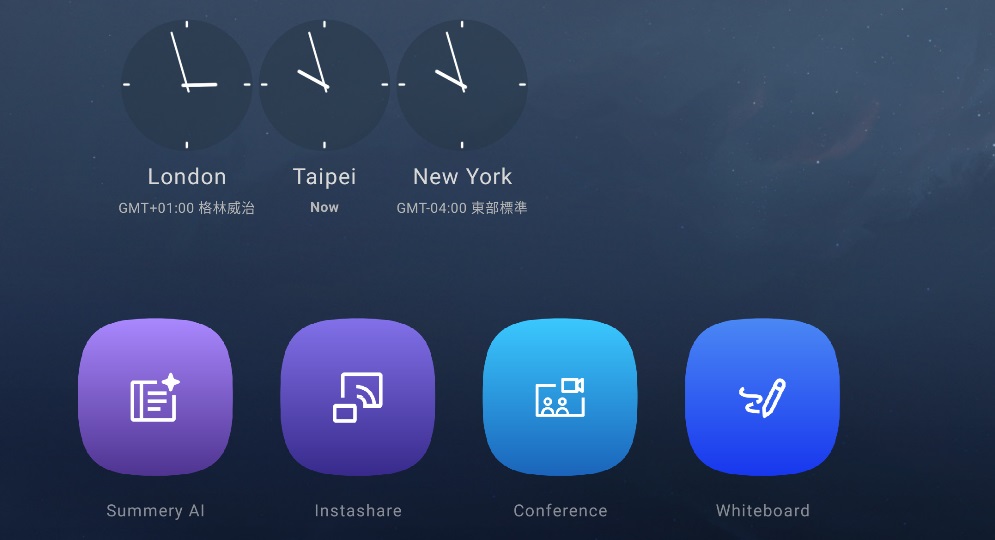 London Taipei New York
GMT+01:00 格林威治 Now GMT-04:00 東部標準
Summery AI Instashare Conference Whiteboard